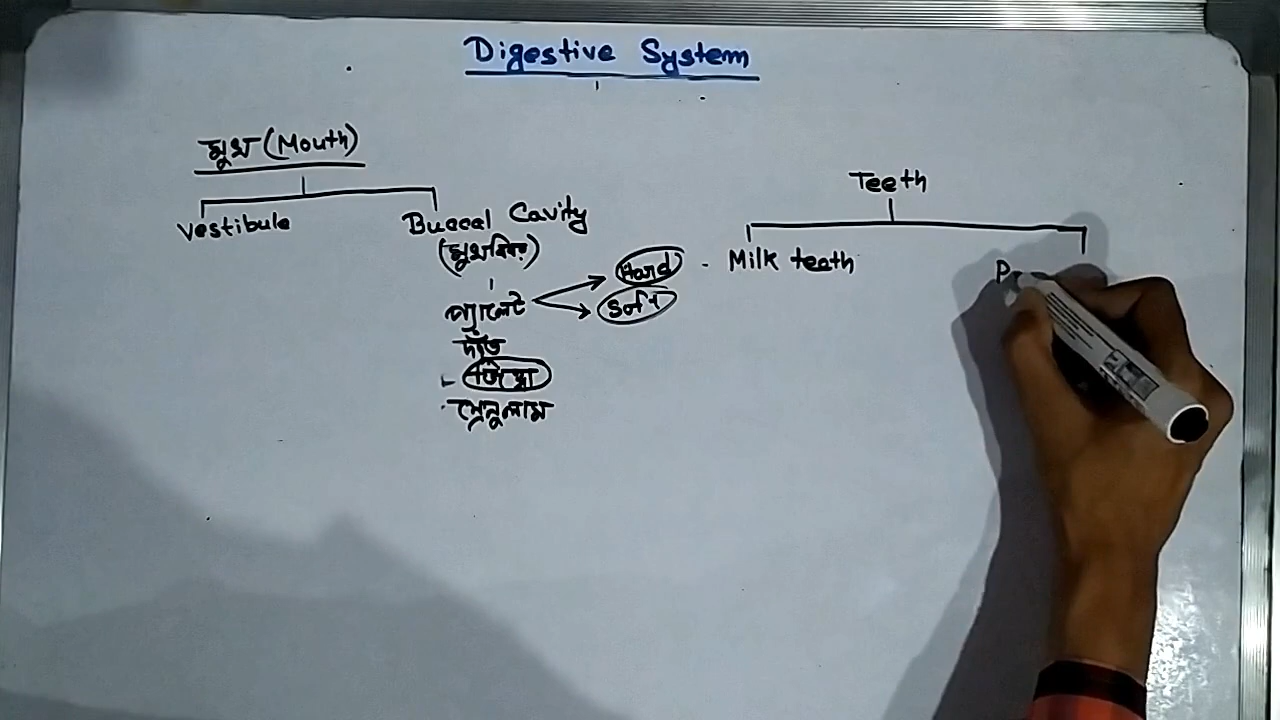 Digestive System
মুখ (Mouth)
Vestibule
Buccal Cavity
(মুখবিবর)
প্যালেট
Hard
Soft
দাঁত
- জিহ্বা
ফ্রেনুলাম
Teeth
Milk teeth
P